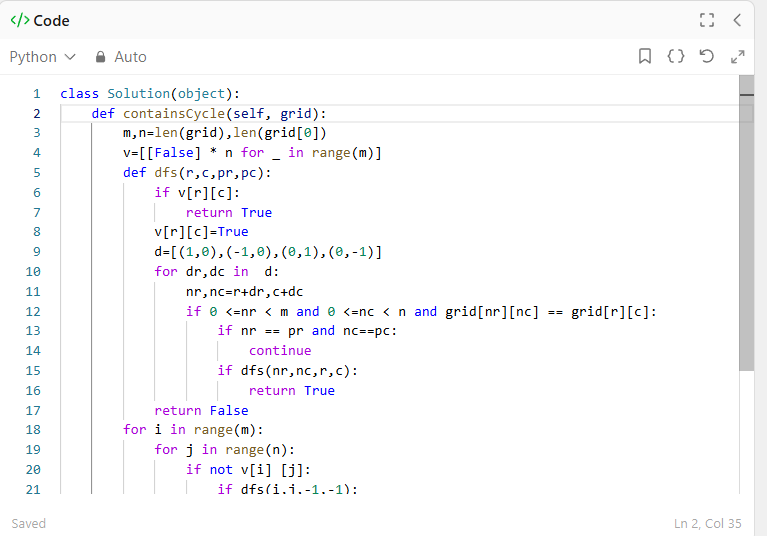 </> Code
Python Auto
1 class Solution(object):
2 def containsCycle(self, grid):
3 m,n=len(grid),len(grid[0])
4 v=[[False] * n for _ in range(m)]
5 def dfs(r,c,pr,pc):
6 if v[r][c]:
7 return True
8 v[r][c]=True
9 d=[(1,0),(-1,0),(0,1),(0,-1)]
10 for dr,dc in  d:
11 nr,nc=r+dr,c+dc
12 if 0 <=nr < m and 0 <=nc < n and grid[nr][nc] == grid[r][c]:
13 if nr == pr and nc==pc:
14 continue
15 if dfs(nr,nc,r,c):
16 return True
17 return False
18 for i in range(m):
19 for j in range(n):
20 if not v[i] [j]:
21 if dfs(i,j,-1,-1):
Saved Ln 2, Col 35